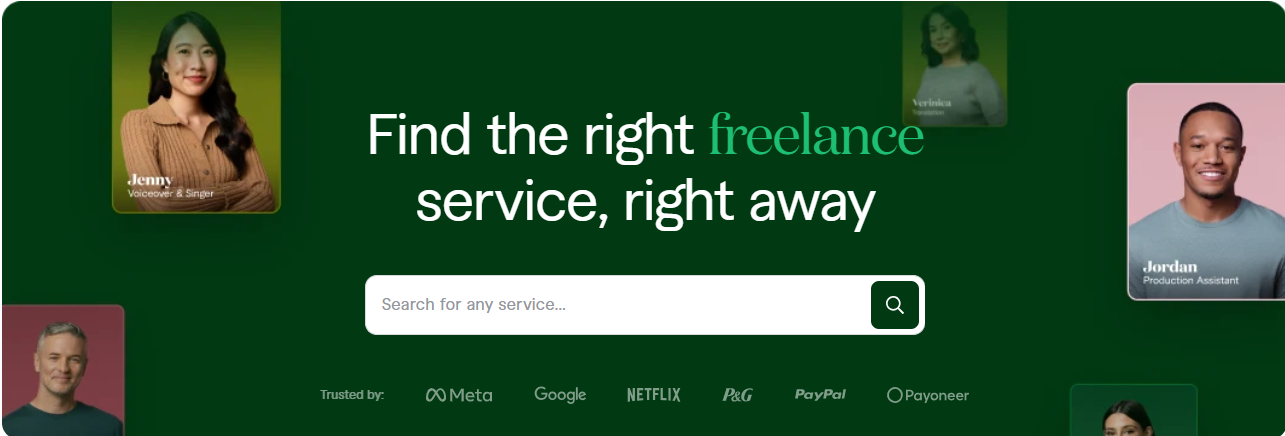 Find the right freelance
service, right away
Search for any service...
Trusted by:
Meta
Google
NETFLIX
P&G
PayPal
Payoneer
Jenny
Voiceover & Singer
Verinica
Translation
Jordan
Production Assistant